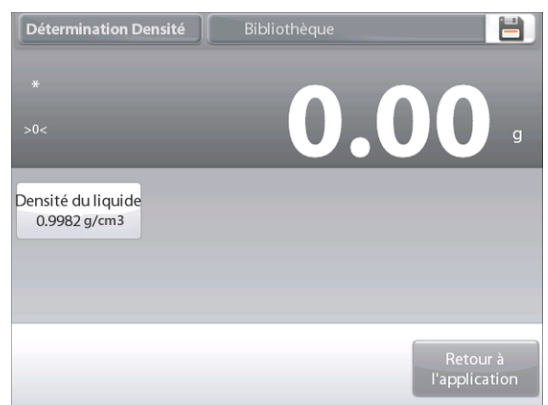 Détermination Densité
Bibliothèque
*
>0<
0.00 g
Densité du liquide
0.9982 g/cm3
Retour à
l'application